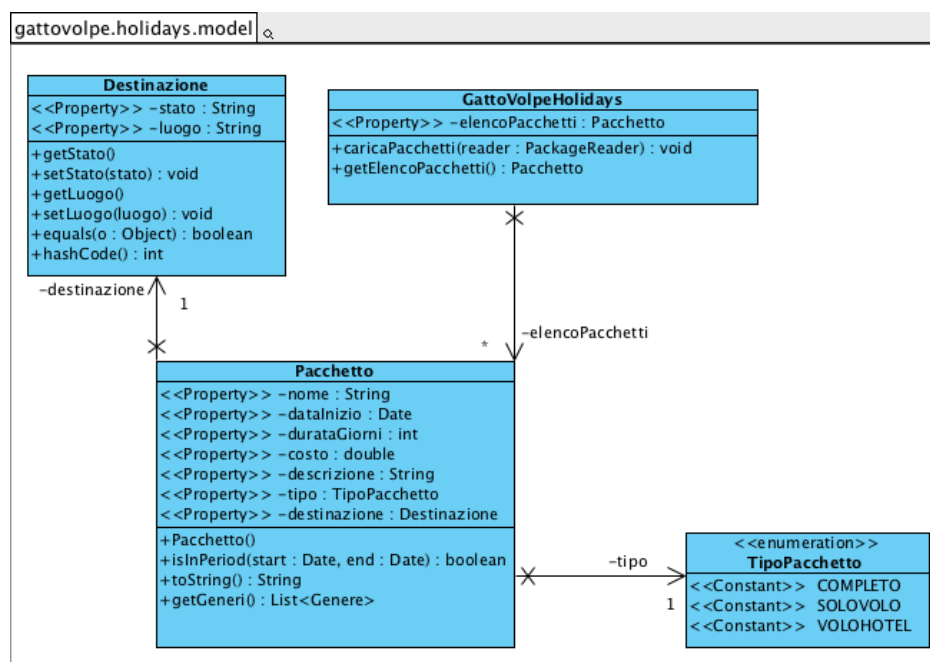 gattovolpe.holidays.model
Destinazione
<<Property>> -stato : String
<<Property>> -luogo : String
+getStato()
+setStato(stato) : void
+getLuogo()
+setLuogo(luogo) : void
+equals(o : Object) : boolean
+hashCode() : int
GattoVolpeHolidays
<<Property>> -elencoPacchetti : Pacchetto
+caricaPacchetti(reader : PackageReader) : void
+getElencoPacchetti() : Pacchetto
-destinazione
1
-elencoPacchetti
*
Pacchetto
<<Property>> -nome : String
<<Property>> -dataInizio : Date
<<Property>> -durataGiorni : int
<<Property>> -costo : double
<<Property>> -descrizione : String
<<Property>> -tipo : TipoPacchetto
<<Property>> -destinazione : Destinazione
+Pacchetto()
+isInPeriod(start : Date, end : Date) : boolean
+toString() : String
+getGeneri() : List<Genere>
-tipo
1
<<enumeration>>
TipoPacchetto
<<Constant>> COMPLETO
<<Constant>> SOLOVOLO
<<Constant>> VOLOHOTEL